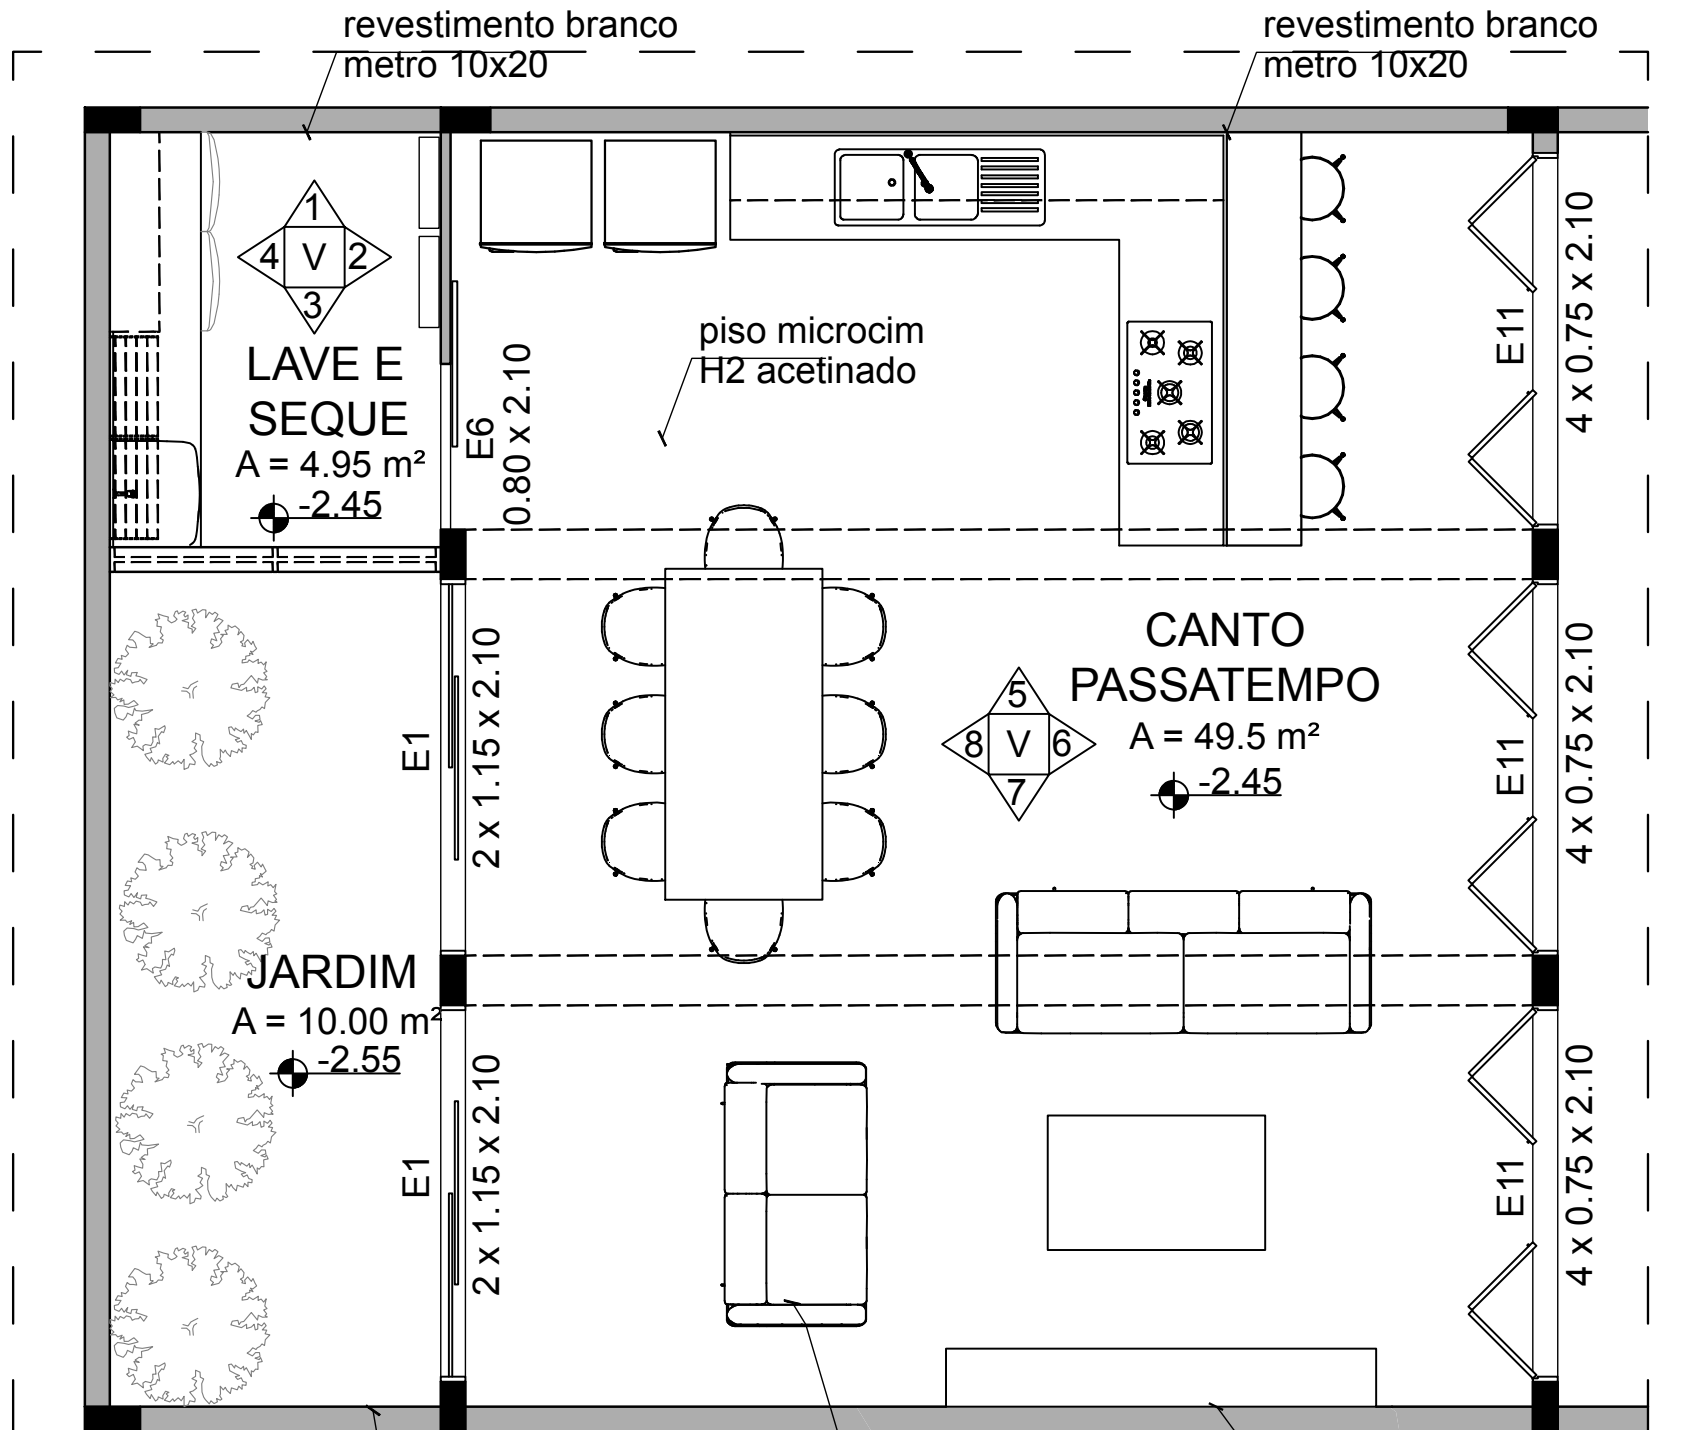 revestimento branco
metro 10x20
revestimento branco
metro 10x20
1
4 V 2
3
LAVE E
SEQUE
A = 4.95 m²
-2.45
E6
0.80 x 2.10
piso microcim
H2 acetinado
E11
4 x 0.75 x 2.10
CANTO
PASSATEMPO
A = 49.5 m²
-2.45
5
8 V 6
7
E1
2 x 1.15 x 2.10
E11
4 x 0.75 x 2.10
JARDIM
A = 10.00 m²
-2.55
E1
2 x 1.15 x 2.10
E11
4 x 0.75 x 2.10